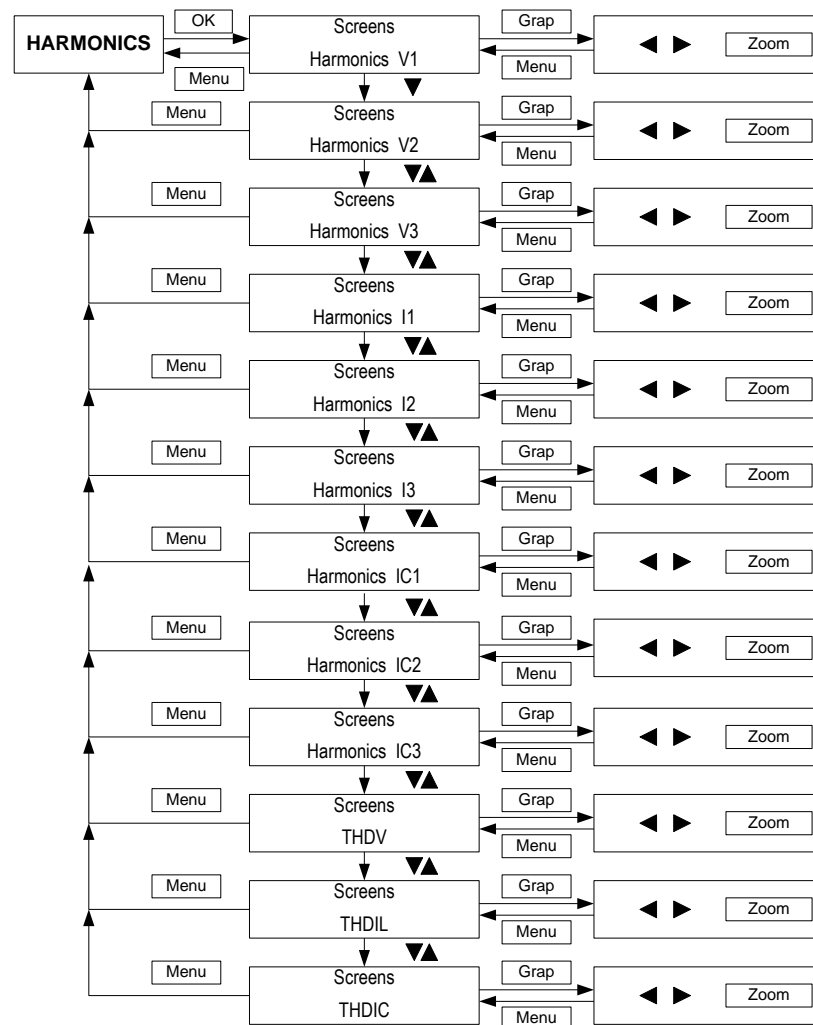 OK
HARMONICS
Menu
Screens
Harmonics V1
Grap
Menu
Zoom
Menu
Screens
Harmonics V2
Grap
Menu
Zoom
Menu
Screens
Harmonics V3
Grap
Menu
Zoom
Menu
Screens
Harmonics I1
Grap
Menu
Zoom
Menu
Screens
Harmonics I2
Grap
Menu
Zoom
Menu
Screens
Harmonics I3
Grap
Menu
Zoom
Menu
Screens
Harmonics IC1
Grap
Menu
Zoom
Menu
Screens
Harmonics IC2
Grap
Menu
Zoom
Menu
Screens
Harmonics IC3
Grap
Menu
Zoom
Menu
Screens
THDV
Grap
Menu
Zoom
Menu
Screens
THDIL
Grap
Menu
Zoom
Menu
Screens
THDIC
Grap
Menu
Zoom